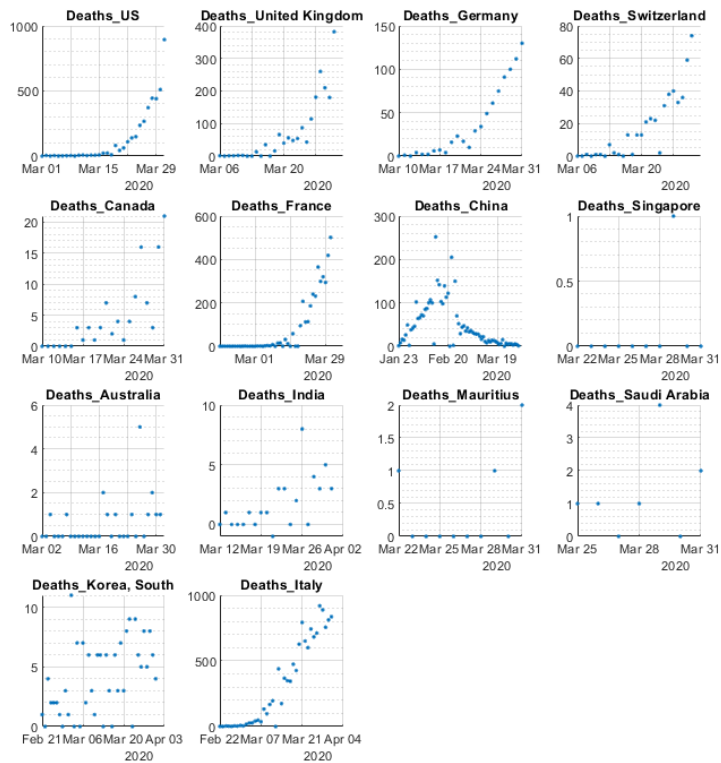 Deaths_US
1000
500
0
Mar 01 Mar 15 Mar 29
2020
Deaths_United Kingdom
400
300
200
100
0
Mar 06 Mar 20
2020
Deaths_Germany
150
100
50
0
Mar 10 Mar 17 Mar 24 Mar 31
2020
Deaths_Switzerland
80
60
40
20
0
Mar 06 Mar 20
2020
Deaths_Canada
20
15
10
5
0
Mar 10 Mar 17 Mar 24 Mar 31
2020
Deaths_France
600
400
200
0
Mar 01 Mar 29
2020
Deaths_China
300
200
100
0
Jan 23 Feb 20 Mar 19
2020
Deaths_Singapore
1
0.5
0
Mar 22 Mar 25 Mar 28 Mar 31
2020
Deaths_Australia
6
4
2
0
Mar 02 Mar 16 Mar 30
2020
Deaths_India
10
5
0
Mar 12 Mar 19 Mar 26 Apr 02
2020
Deaths_Mauritius
2
1.5
1
0.5
0
Mar 22 Mar 25 Mar 28 Mar 31
2020
Deaths_Saudi Arabia
4
3
2
1
0
Mar 25 Mar 28 Mar 31
2020
Deaths_Korea, South
10
5
0
Feb 21 Mar 06 Mar 20 Apr 03
2020
Deaths_Italy
1000
500
0
Feb 22 Mar 07 Mar 21 Apr 04
2020